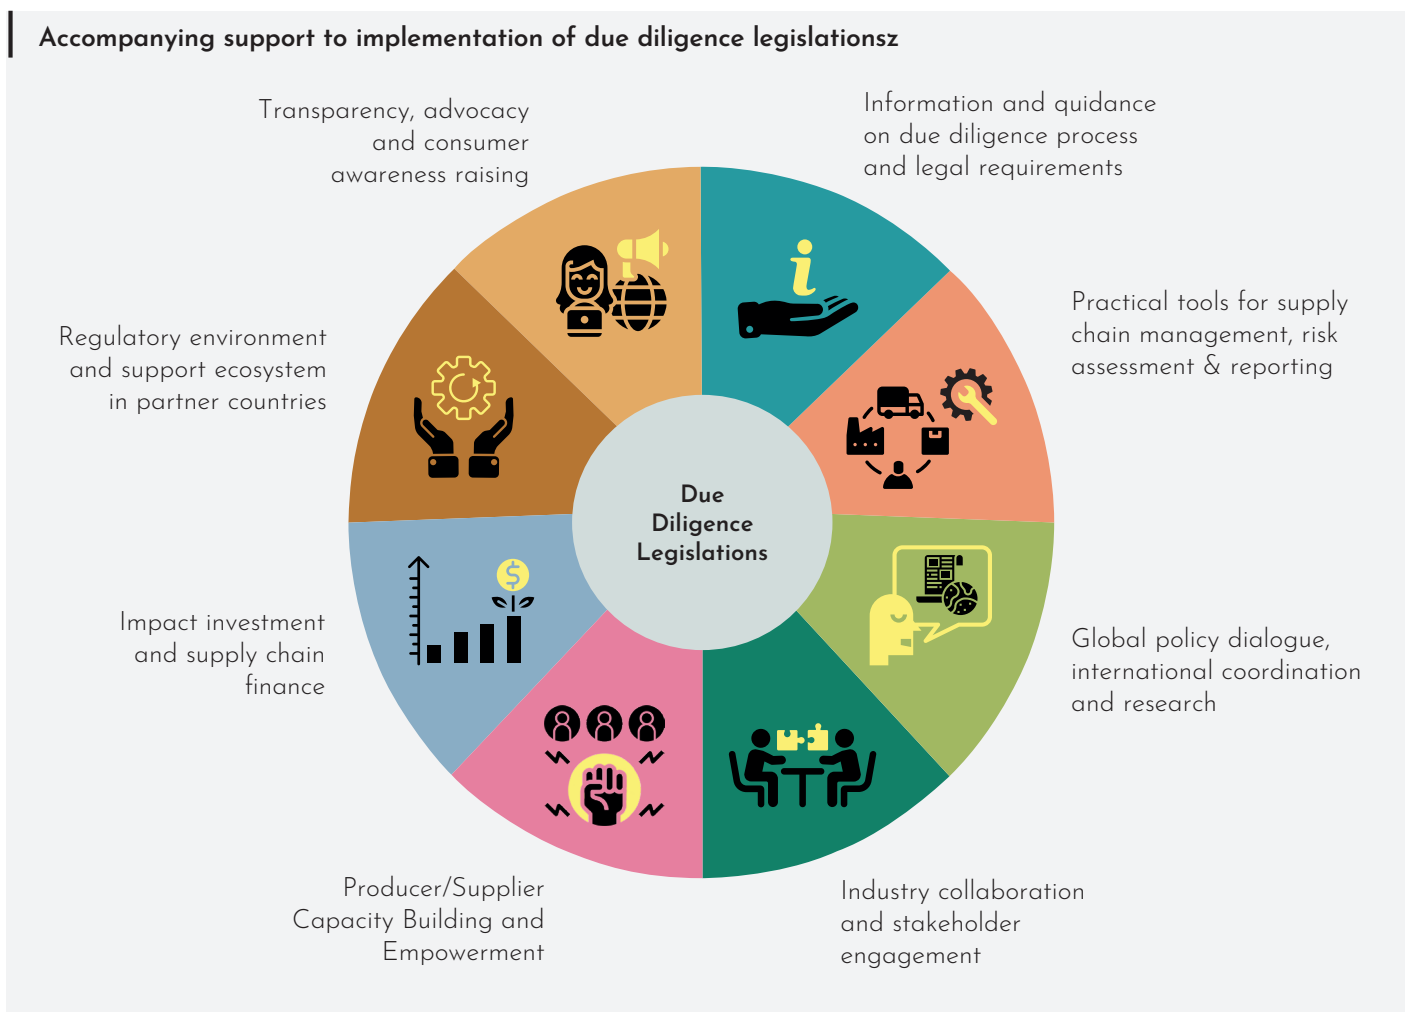 Accompanying support to implementation of due diligence legislationsz
Transparency, advocacy
and consumer
awareness raising
Information and guidance
on due diligence process
and legal requirements
Practical tools for supply
chain management, risk
assessment & reporting
Regulatory environment
and support ecosystem
in partner countries
Due
Diligence
Legislations
Impact investment
and supply chain
finance
Global policy dialogue,
international coordination
and research
Producer/Supplier
Capacity Building and
Empowerment
Industry collaboration
and stakeholder
engagement